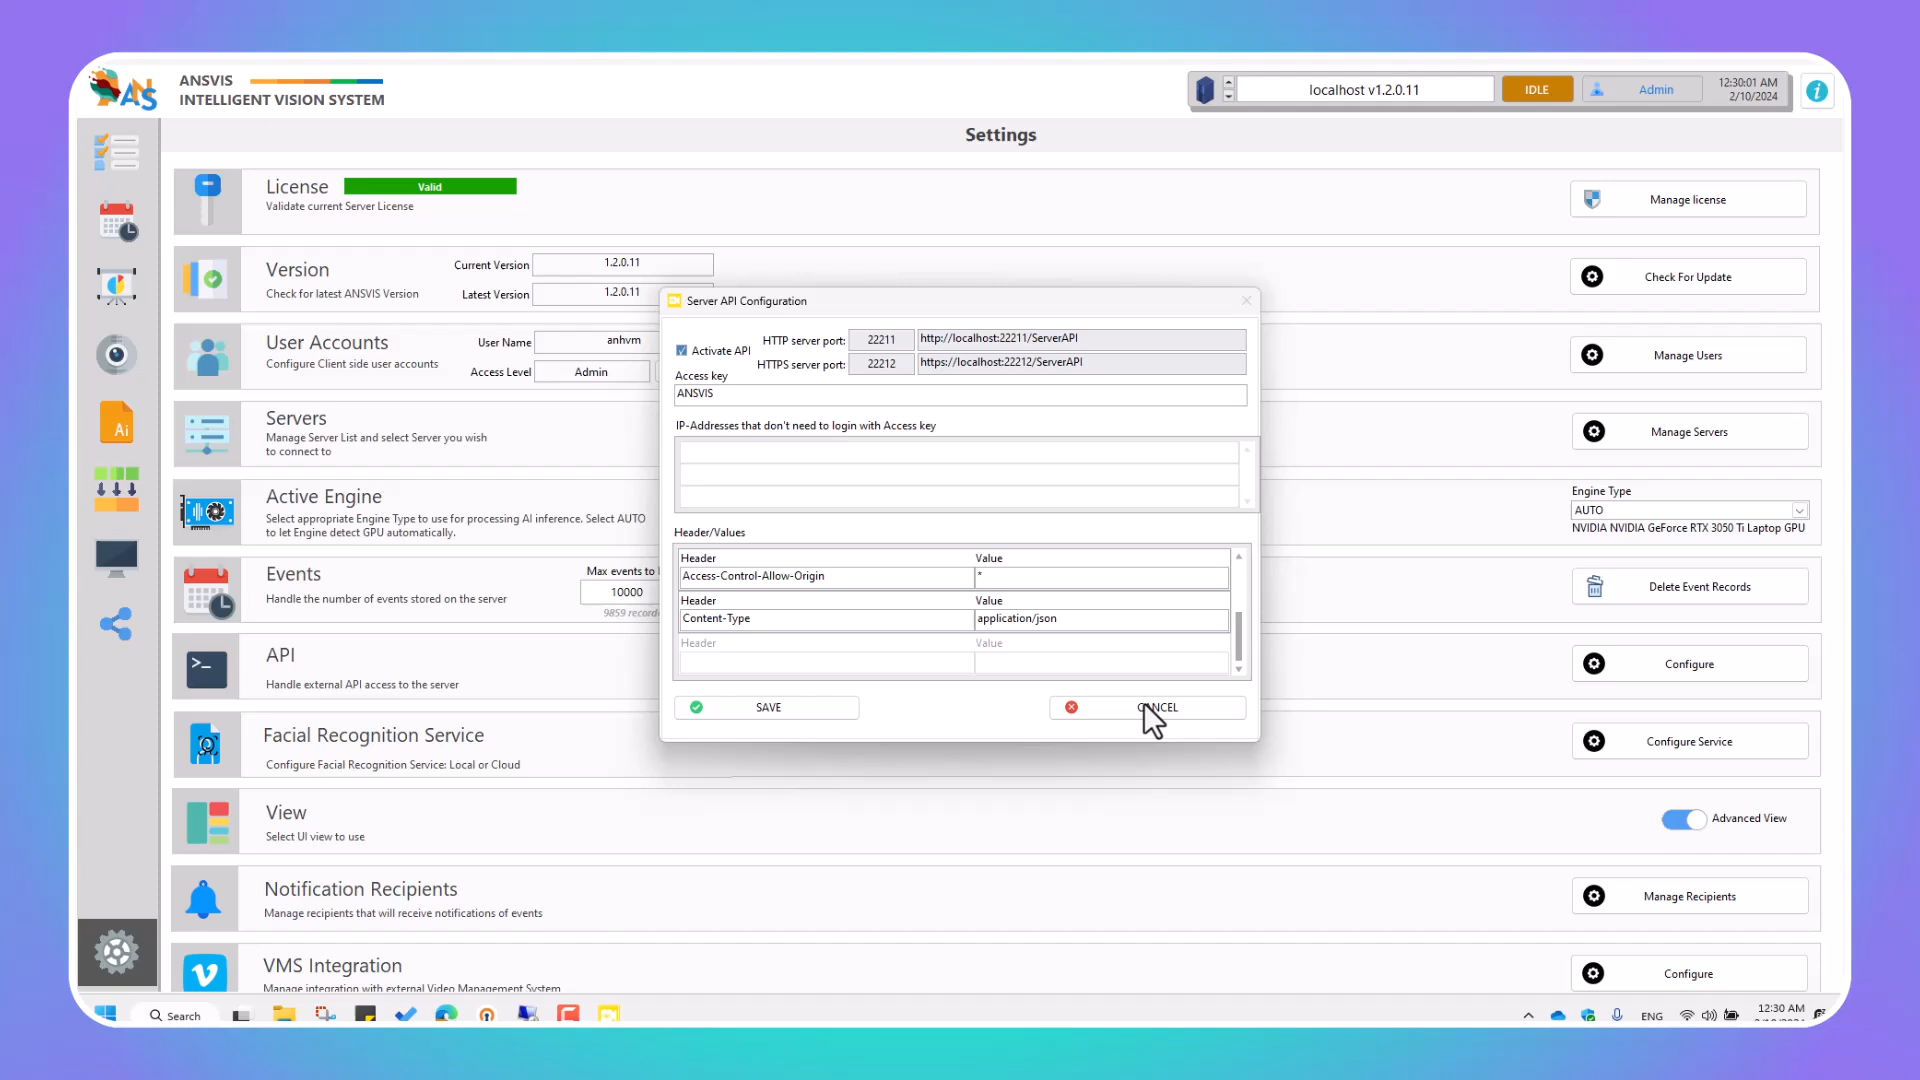 ANS
ANSVIS
INTELLIGENT VISION SYSTEM
localhost v1.2.0.11
IDLE
Admin
12:30:01 AM
2/10/2024
i
Settings
License
Valid
Validate current Server License
Manage license
Version
Check for latest ANSVIS Version
Current Version
1.2.0.11
Latest Version
1.2.0.11
Check For Update
User Accounts
Configure Client side user accounts
User Name
anhvm
Access Level
Admin
Manage Users
Ai
Servers
Manage Server List and select Server you wish
to connect to
Manage Servers
Active Engine
Select appropriate Engine Type to use for processing AI inference. Select AUTO
to let Engine detect GPU automatically.
Engine Type
AUTO
NVIDIA NVIDIA GeForce RTX 3050 Ti Laptop GPU
Events
Handle the number of events stored on the server
Max events to
10000
9859 record
Delete Event Records
API
Handle external API access to the server
Configure
Facial Recognition Service
Configure Facial Recognition Service: Local or Cloud
Configure Service
View
Select UI view to use
Advanced View
Notification Recipients
Manage recipients that will receive notifications of events
Manage Recipients
VMS Integration
Manage integration with external Video Management System
Configure
Server API Configuration
Activate API
HTTP server port:
22211
http://localhost:22211/ServerAPI
HTTPS server port:
22212
https://localhost:22212/ServerAPI
Access key
ANSVIS
IP-Addresses that don't need to login with Access key
Header/Values
Header
Value
Access-Control-Allow-Origin
*
Header
Value
Content-Type
application/json
Header
Value
SAVE
CANCEL
Search
ENG
12:30 AM